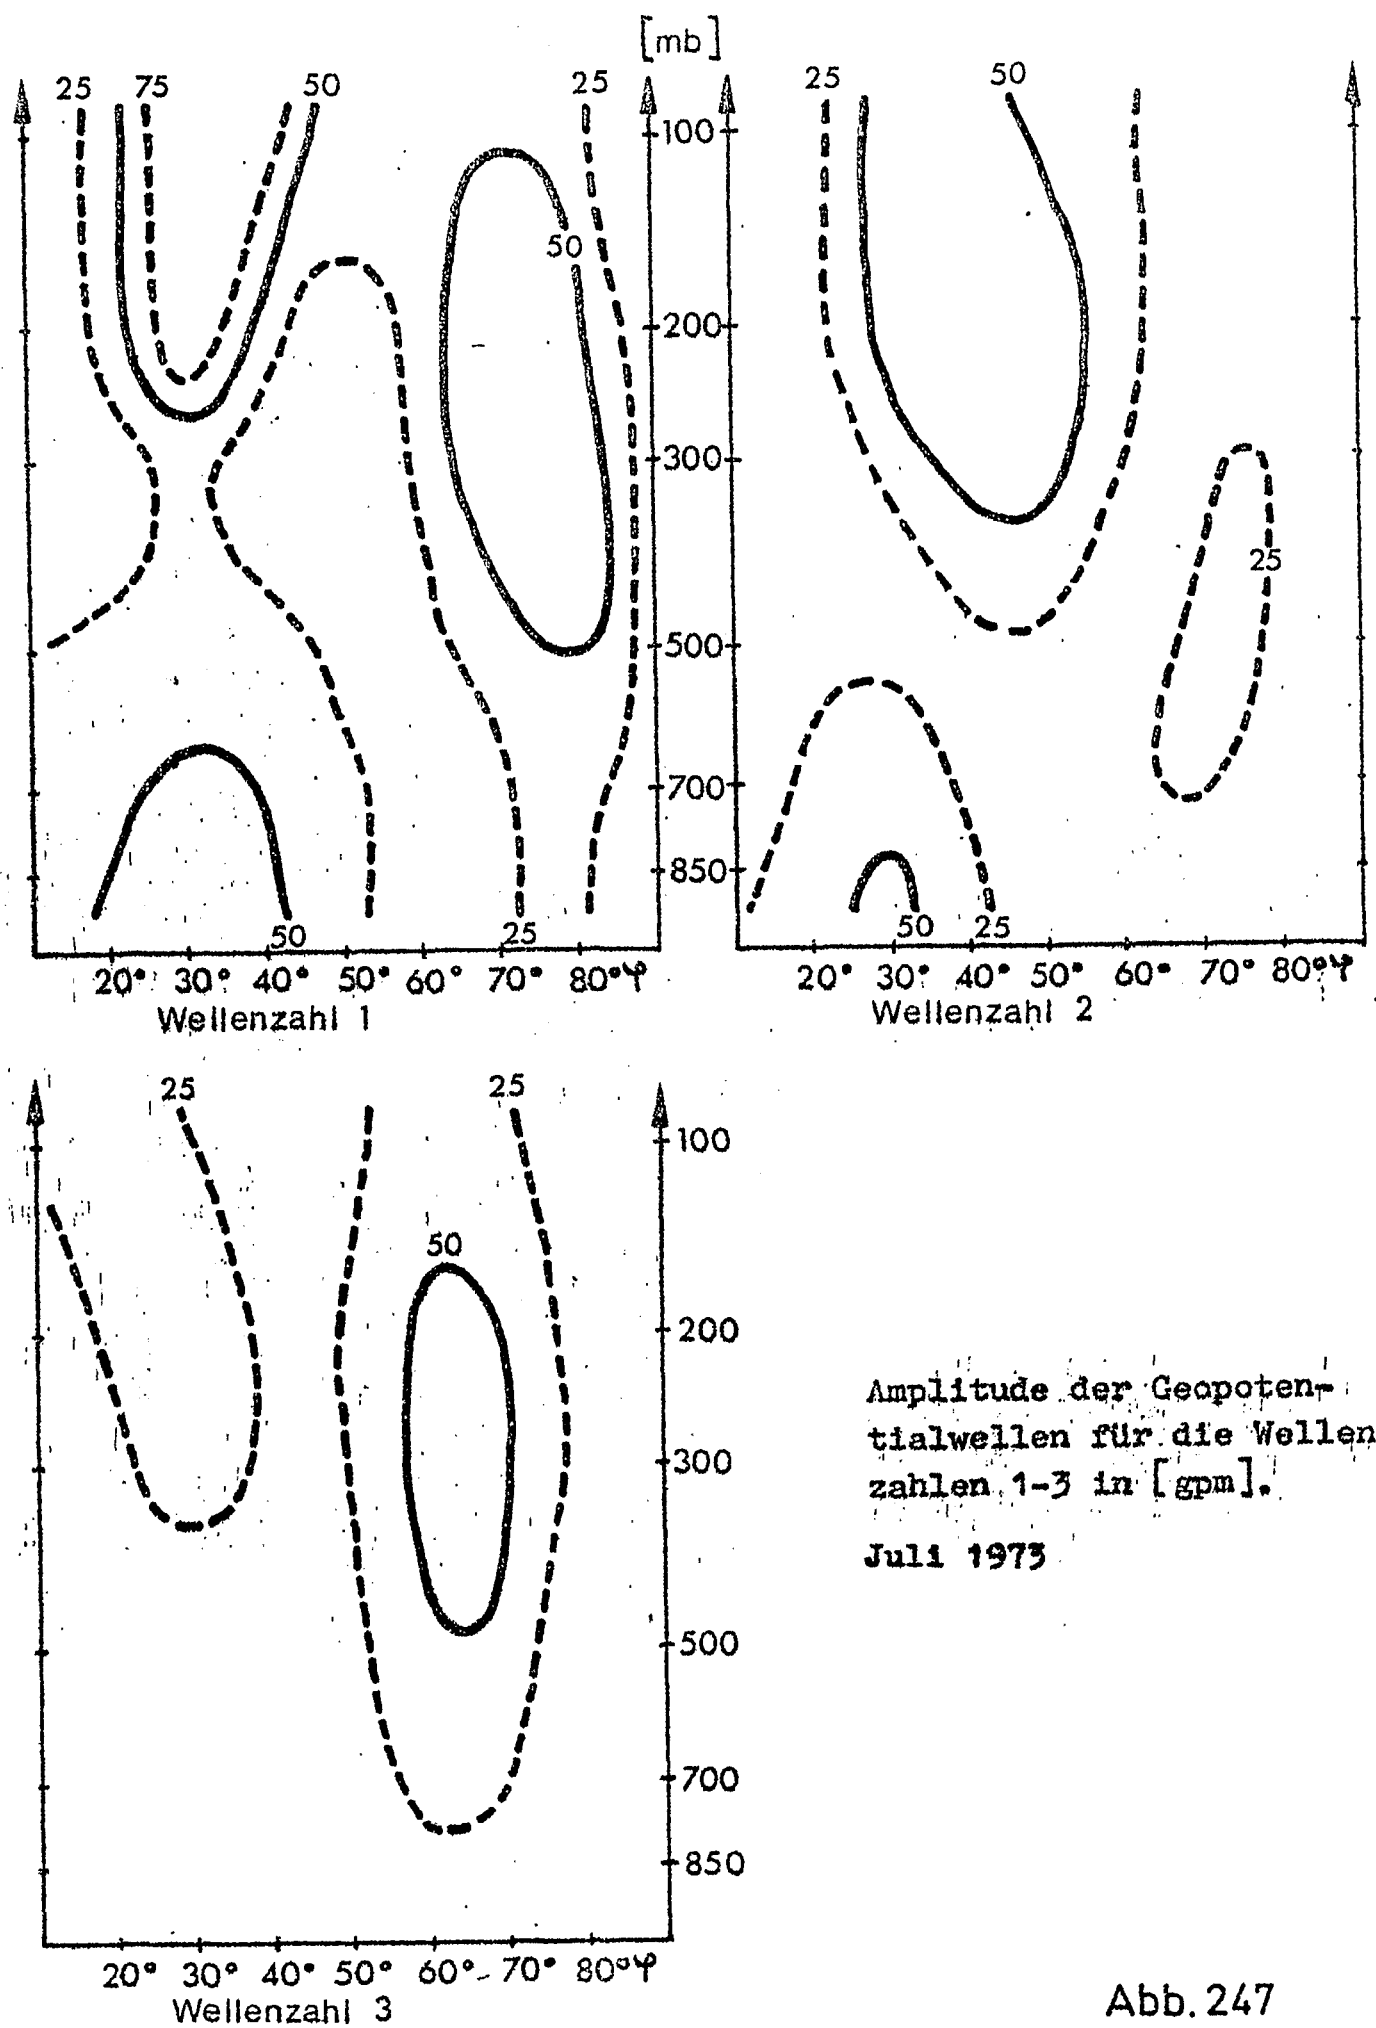 [mb]
25 75 50 25 25 50
100
50
200
300
25
500
700
850
50 25 50 25
20° 30° 40° 50° 60° 70° 80° φ
20° 30° 40° 50° 60° 70° 80° φ
Wellenzahl 1
Wellenzahl 2
25 25
100
50
200
300
500
700
850
20° 30° 40° 50° 60° 70° 80° φ
Wellenzahl 3
Amplitude der Geopoten-
tialwellen für die Wellen
zahlen 1-3 in [gpm].
Juli 1973
Abb. 247